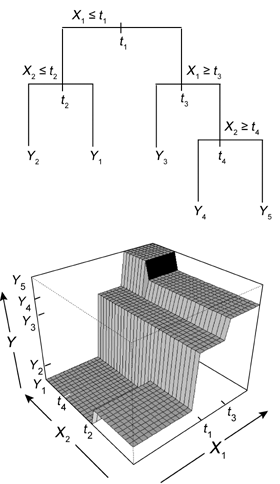 X₁ ≤ t₁
t₁
X₂ ≤ t₂
X₁ ≥ t₃
t₂
t₃
X₂ ≥ t₄
Y₂
Y₁
Y₃
t₄
Y₄
Y₅
Y₅
Y₄
Y₃
Y
Y₂
Y₁
t₄
t₂
X₂
t₃
t₁
X₁